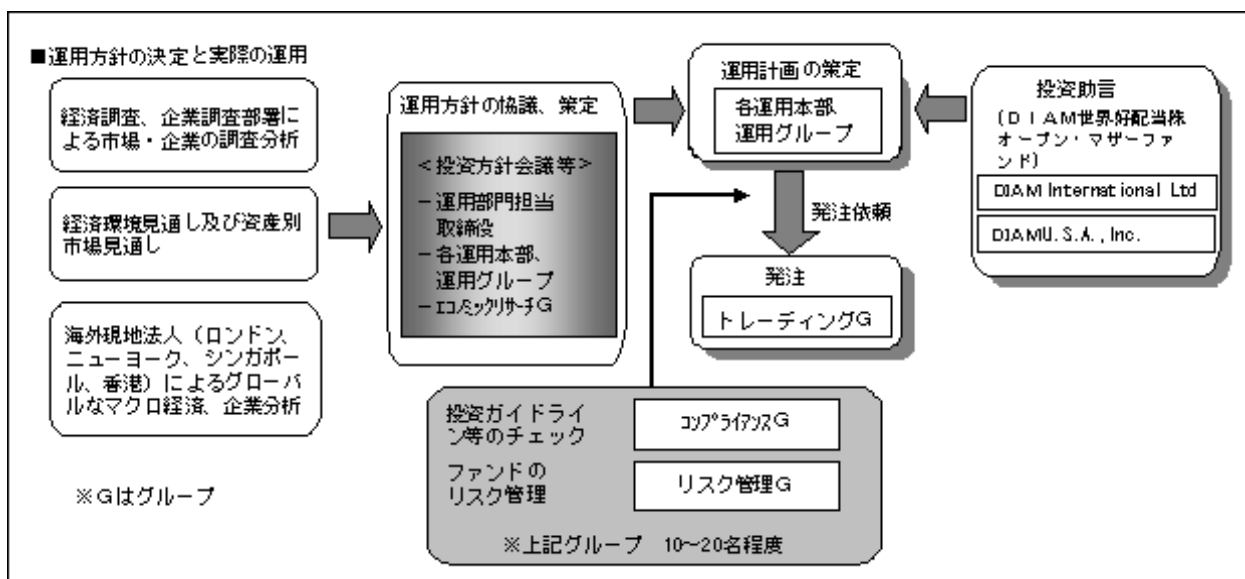 ■運用方針の決定と実際の運用
経済調査、企業調査部署に
よる市場・企業の調査分析
経済環境見通し及び資産別
市場見通し
海外現地法人（ロンドン、
ニューヨーク、シンガポー
ル、香港）によるグローバ
ルなマクロ経済、企業分析
※Ｇはグループ
運用方針の協議、策定
＜投資方針会議等＞
－運用部門担当
取締役
－各運用本部、
運用グループ
－ｴｺﾉﾐｯｸﾘｻｰﾁＧ
運用計画の策定
各運用本部
運用グループ
発注依頼
発注
トレーディングＧ
投資助言
（ＤＩＡＭ世界好配当株
オープン・マザーファ
ンド）
DIAM International Ltd
DIAMU.S.A.,Inc.
投資ガイドライ
ン等のチェック
ｺﾝﾌﾟﾗｲｱﾝｽＧ
ファンドの
リスク管理
リスク管理Ｇ
※上記グループ　10～20名程度